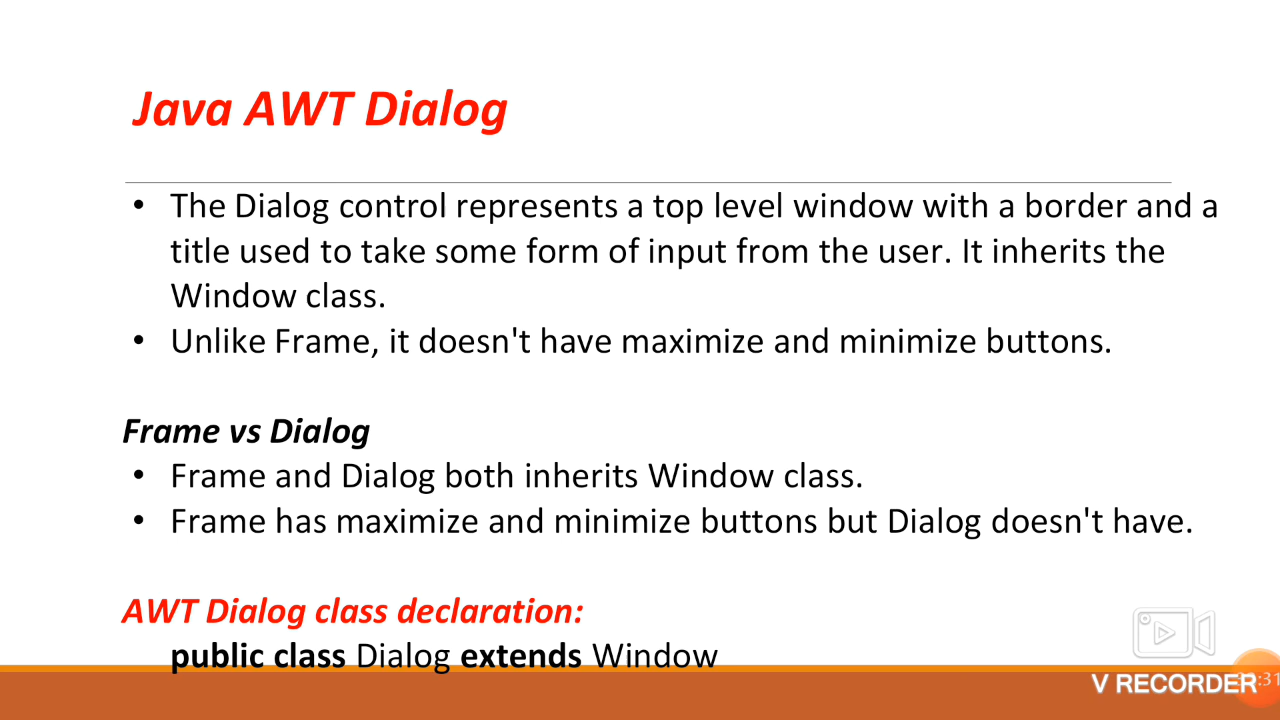 Java AWT Dialog
• The Dialog control represents a top level window with a border and a
title used to take some form of input from the user. It inherits the
Window class.
• Unlike Frame, it doesn't have maximize and minimize buttons.
Frame vs Dialog
• Frame and Dialog both inherits Window class.
• Frame has maximize and minimize buttons but Dialog doesn't have.
AWT Dialog class declaration:
public class Dialog extends Window
V RECORDER